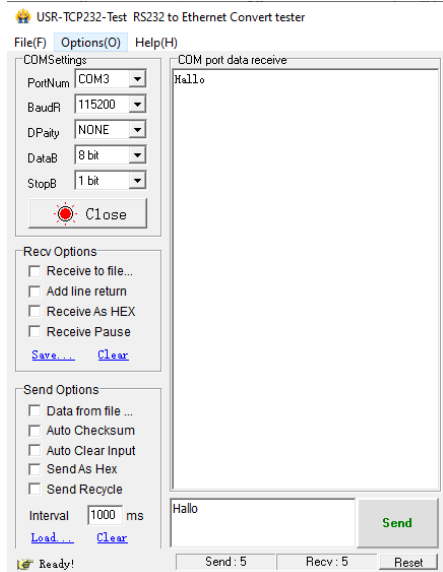 USR-TCP232-Test RS232 to Ethernet Convert tester
File(F) Options(O) Help(H)
COMSettings
PortNum COM3
BaudR 115200
DPaity NONE
DataB 8 bit
StopB 1 bit
Close
Recv Options
Receive to file...
Add line return
Receive As HEX
Receive Pause
Save... Clear
Send Options
Data from file ...
Auto Checksum
Auto Clear Input
Send As Hex
Send Recycle
Interval 1000 ms
Load... Clear
COM port data receive
Hallo
Hallo
Send
Ready!
Send : 5
Recv : 5
Reset